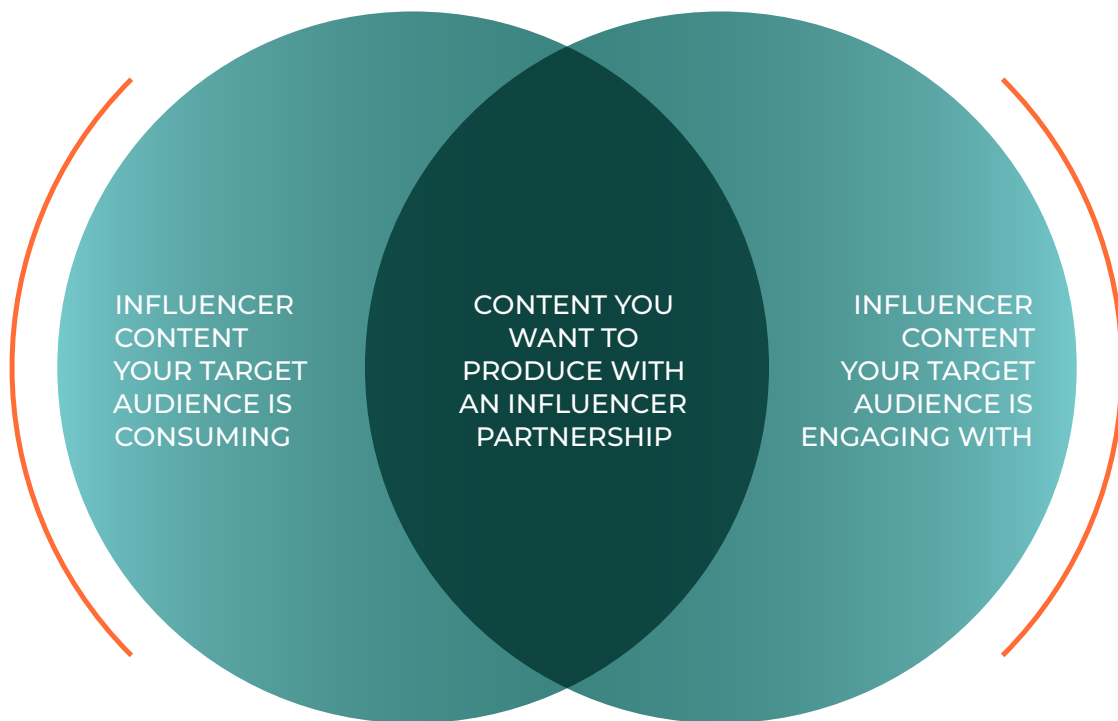 INFLUENCER
CONTENT
YOUR TARGET
AUDIENCE IS
CONSUMING
CONTENT YOU
WANT TO
PRODUCE WITH
AN INFLUENCER
PARTNERSHIP
INFLUENCER
CONTENT
YOUR TARGET
AUDIENCE IS
ENGAGING WITH